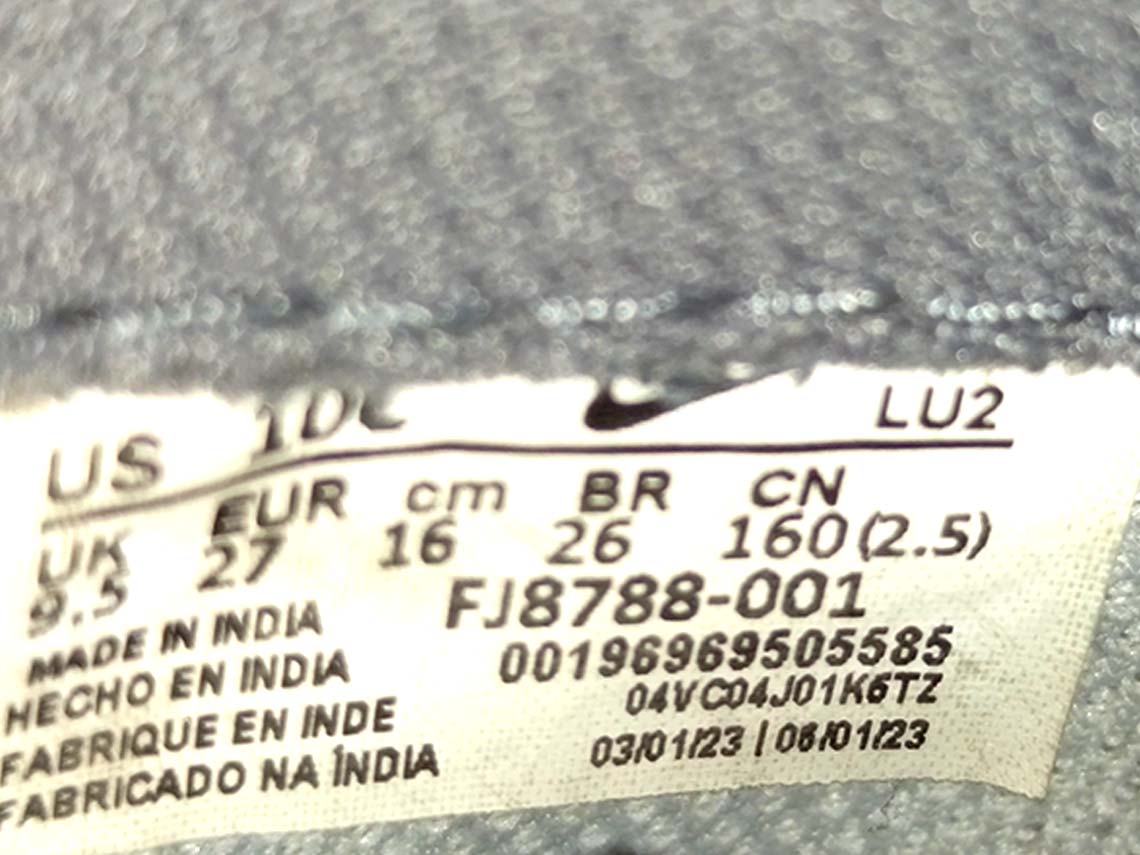 US 10C LU2
UK EUR cm BR CN
9.5 27 16 26 160(2.5)
FJ8788-001
00196969505585
04VC04J01K6TZ
03/01/23 | 06/01/23
MADE IN INDIA
HECHO EN INDIA
FABRIQUE EN INDE
FABRICADO NA ÍNDIA